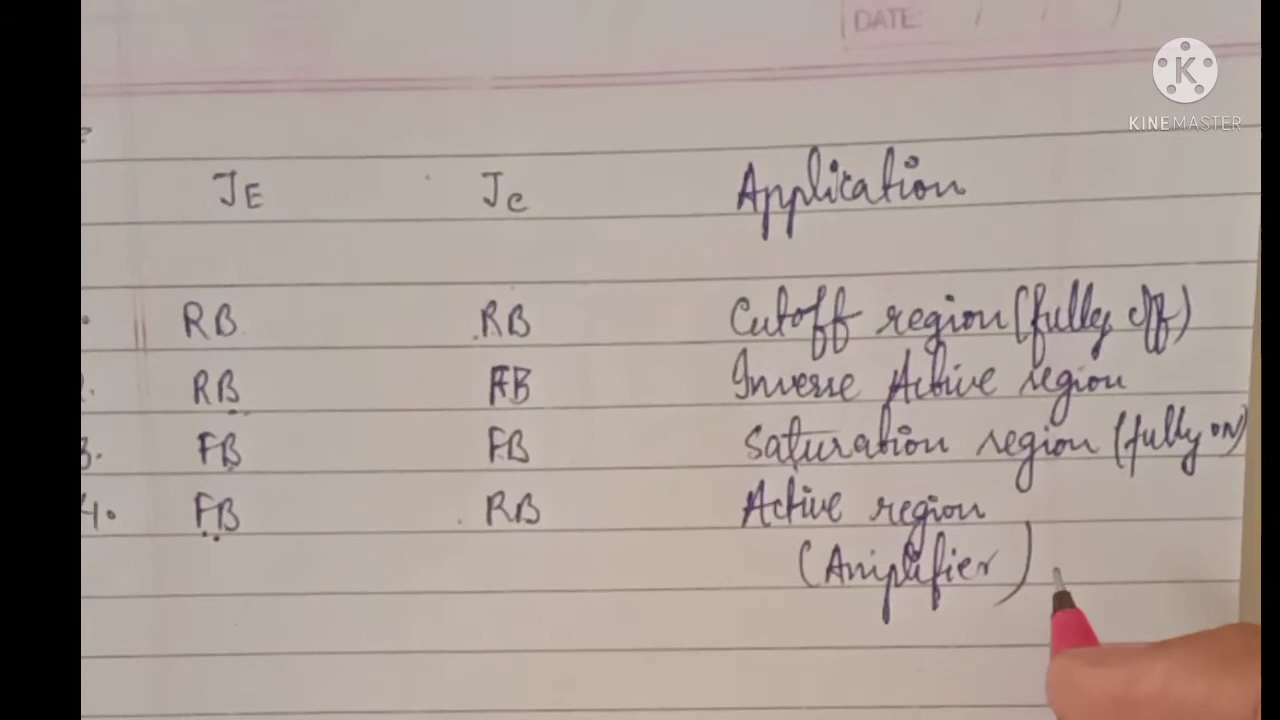 DATE: / / )
KINEMASTER
JE JC Application
RB RB Cutoff region (fully off)
RB FB Inverse Active region
3. FB FB Saturation region (fully ON)
4. FB RB Active region
(Amplifier)